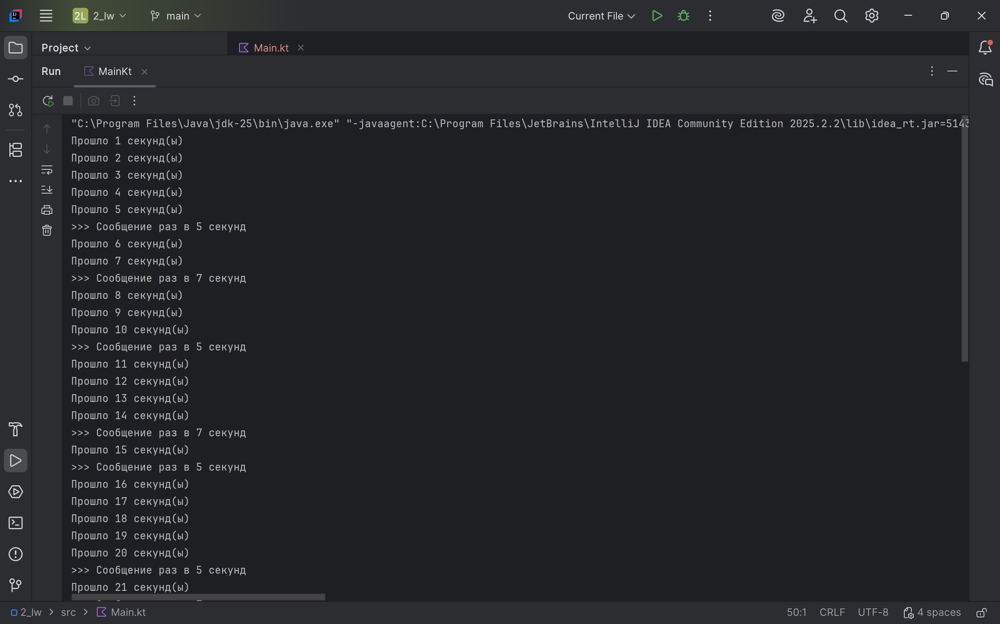 2L 2_lw main Current File
Project Main.kt
Run MainKt
"C:\Program Files\Java\jdk-25\bin\java.exe" "-javaagent:C:\Program Files\JetBrains\IntelliJ IDEA Community Edition 2025.2.2\lib\idea_rt.jar=5143
Прошло 1 секунд(ы)
Прошло 2 секунд(ы)
Прошло 3 секунд(ы)
Прошло 4 секунд(ы)
Прошло 5 секунд(ы)
>>> Сообщение раз в 5 секунд
Прошло 6 секунд(ы)
Прошло 7 секунд(ы)
>>> Сообщение раз в 7 секунд
Прошло 8 секунд(ы)
Прошло 9 секунд(ы)
Прошло 10 секунд(ы)
>>> Сообщение раз в 5 секунд
Прошло 11 секунд(ы)
Прошло 12 секунд(ы)
Прошло 13 секунд(ы)
Прошло 14 секунд(ы)
>>> Сообщение раз в 7 секунд
Прошло 15 секунд(ы)
>>> Сообщение раз в 5 секунд
Прошло 16 секунд(ы)
Прошло 17 секунд(ы)
Прошло 18 секунд(ы)
Прошло 19 секунд(ы)
Прошло 20 секунд(ы)
>>> Сообщение раз в 5 секунд
Прошло 21 секунд(ы)
2_lw > src > Main.kt 50:1 CRLF UTF-8 4 spaces